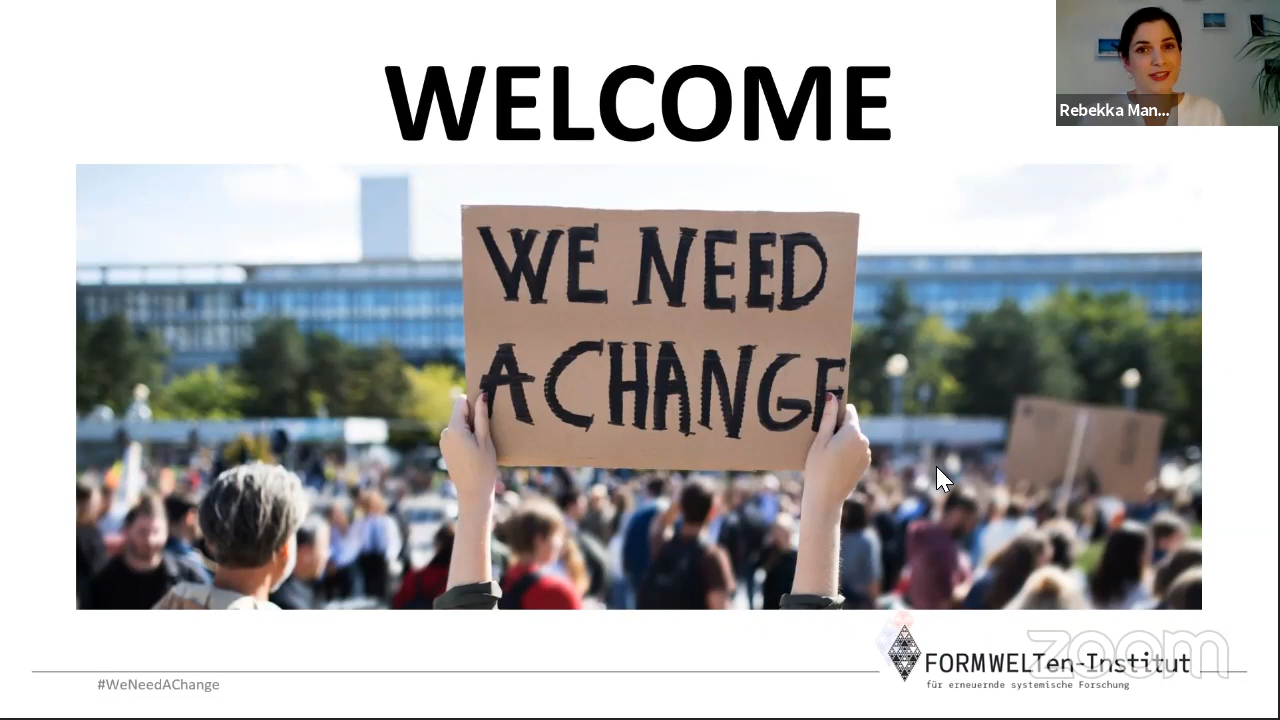 WELCOME
Rebekka Man...
WE NEED
A CHANGE
#WeNeedAChange
FORMWELTen-Institut
für erneuernde systemische Forschung
zoom